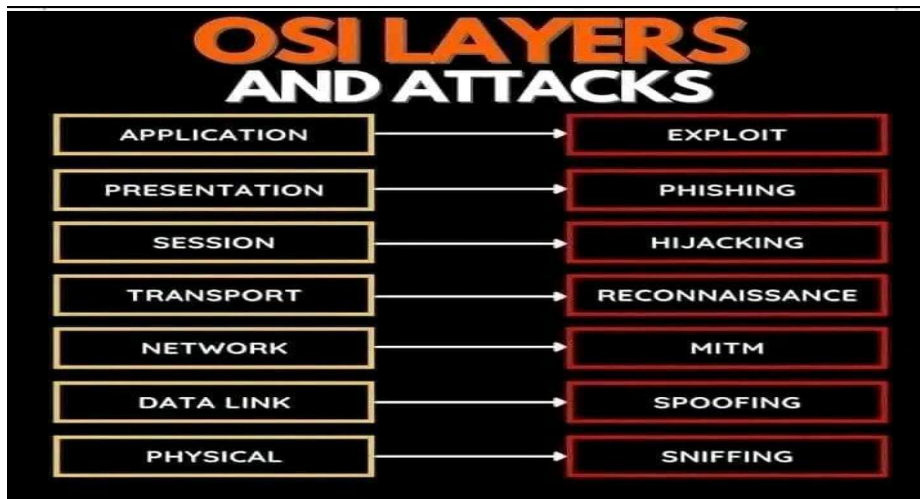 OSI LAYERS
AND ATTACKS
APPLICATION EXPLOIT
PRESENTATION PHISHING
SESSION HIJACKING
TRANSPORT RECONNAISSANCE
NETWORK MITM
DATA LINK SPOOFING
PHYSICAL SNIFFING